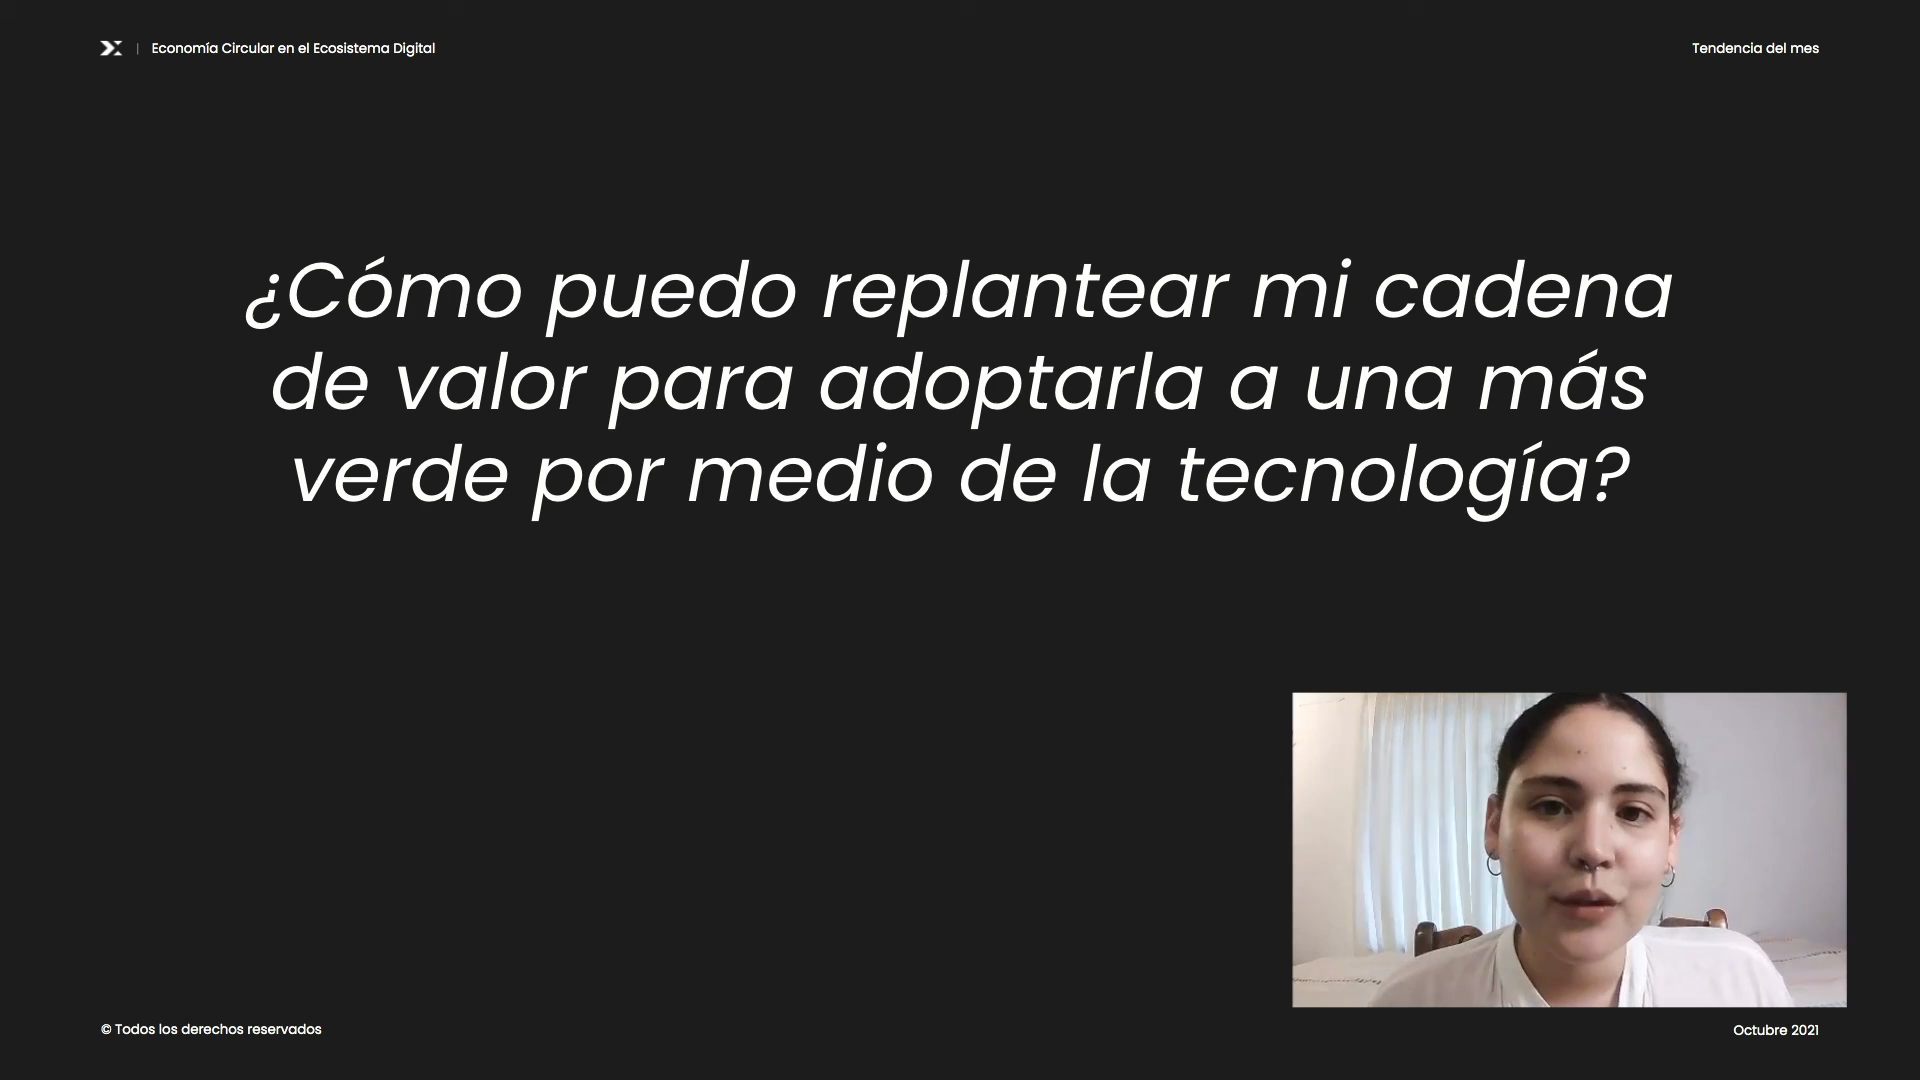 Economía Circular en el Ecosistema Digital
Tendencia del mes
¿Cómo puedo replantear mi cadena
de valor para adoptarla a una más
verde por medio de la tecnología?
© Todos los derechos reservados
Octubre 2021